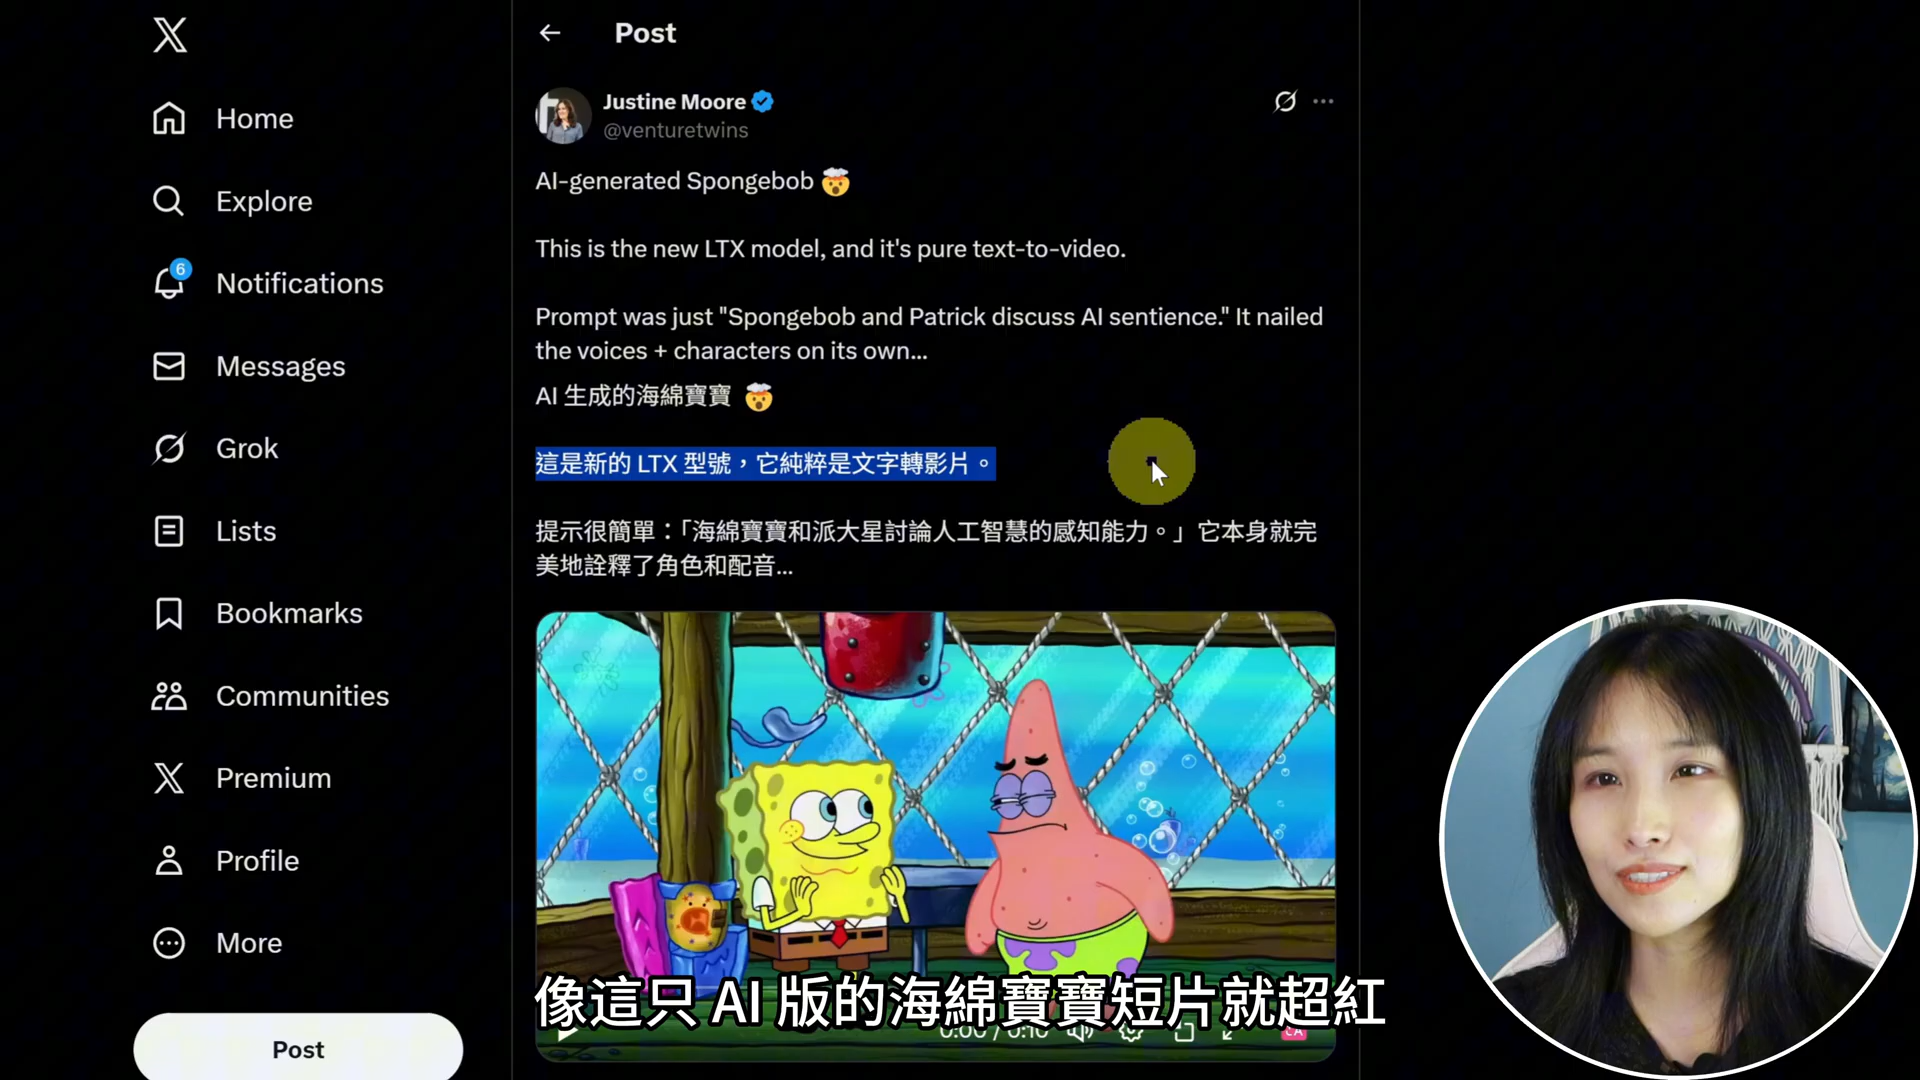 Post
Home
Explore
6
Notifications
Messages
Grok
Lists
Bookmarks
Communities
Premium
Profile
More
Post
Justine Moore
@venturetwins
AI-generated Spongebob 🤯
This is the new LTX model, and it's pure text-to-video.
Prompt was just "Spongebob and Patrick discuss AI sentience." It nailed
the voices + characters on its own...
AI 生成的海綿寶寶 🤯
這是新的 LTX 型號，它純粹是文字轉影片。
提示很簡單：「海綿寶寶和派大星討論人工智慧的感知能力。」它本身就完
美地詮釋了角色和配音...
像這只 AI 版的海綿寶寶短片就超紅